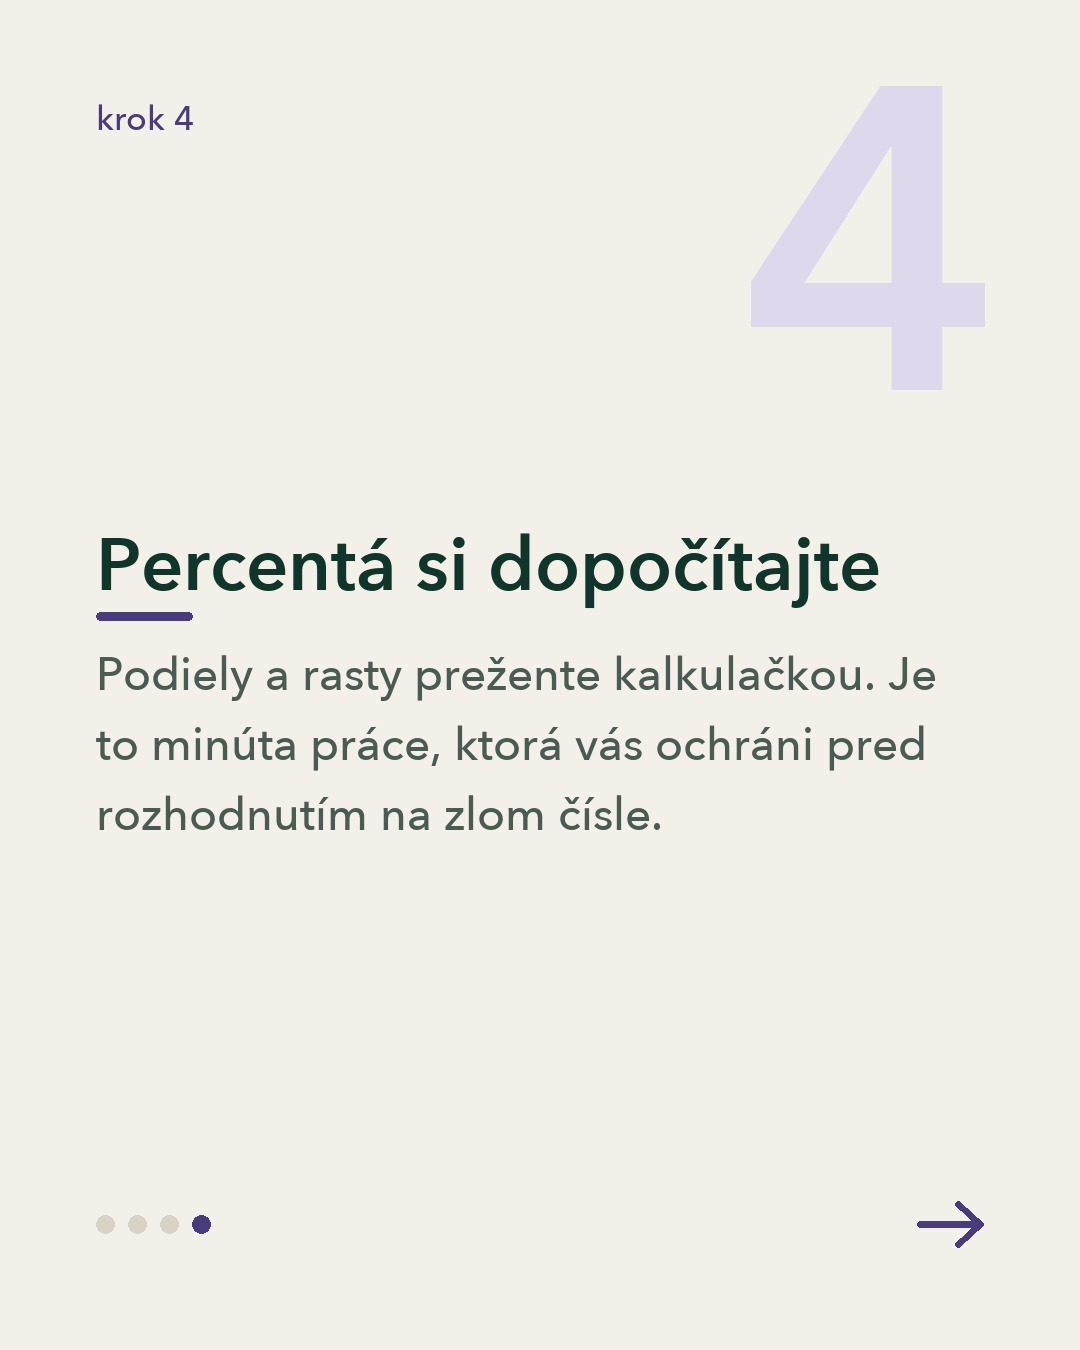 krok 4
4
Percentá si dopočítajte
Podiely a rasty prežente kalkulačkou. Je
to minúta práce, ktorá vás ochráni pred
rozhodnutím na zlom čísle.